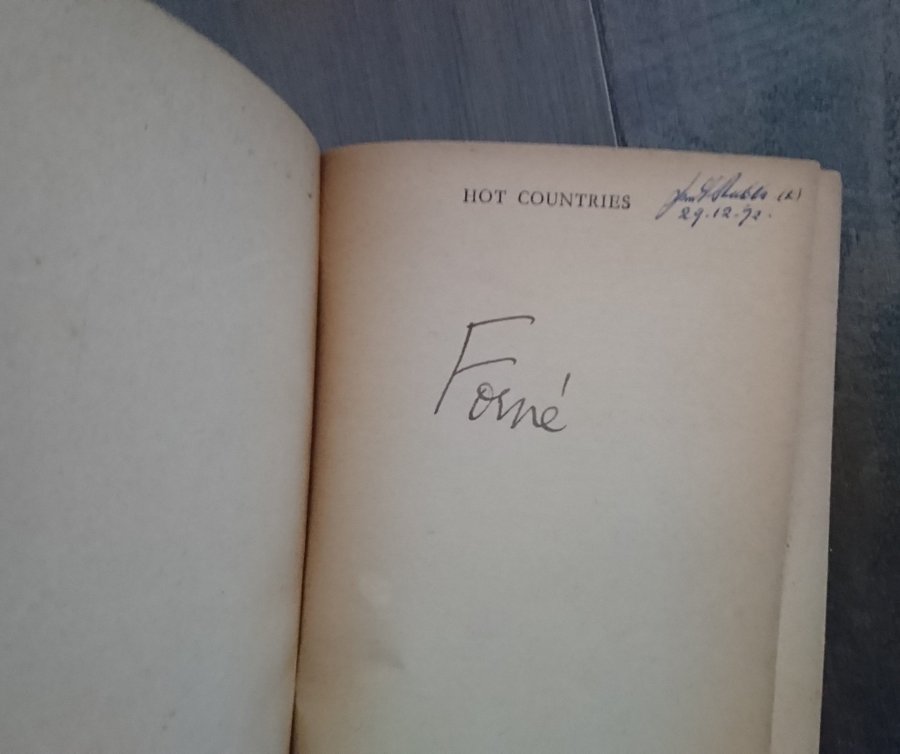 HOT COUNTRIES
29.12.72.
Forné